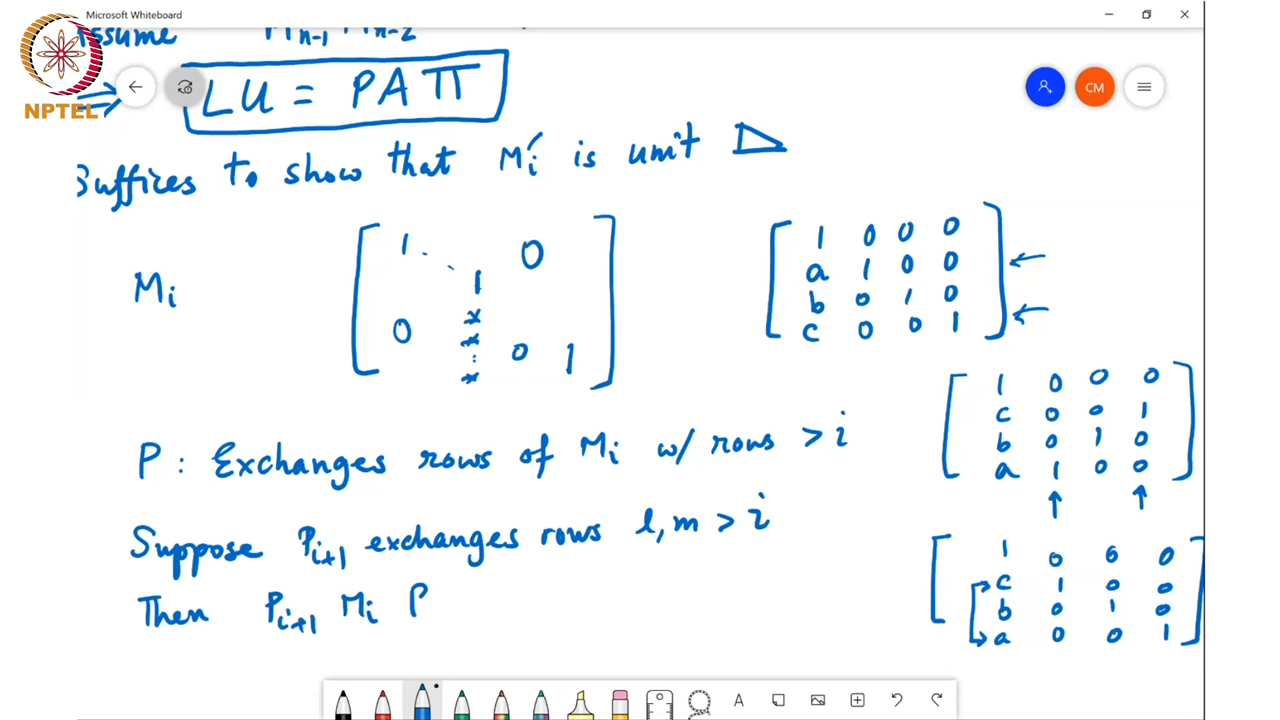 Microsoft Whiteboard
Assume M n-1 M n-2
NPTEL
CM
⇒ LU = PAΠ
Suffices to show that M'i is unit
Mi
1 0
1
0
*
*
:
* 0 1
1 0 0 0
a 1 0 0
b 0 1 0
c 0 0 1
1 0 0 0
c 0 0 1
b 0 1 0
a 1 0 0
P : Exchanges rows of Mi w/ rows > i
Suppose Pi+1 exchanges rows l, m > i
Then Pi+1 Mi P
1 0 0 0
c 1 0 0
b 0 1 0
a 0 0 1
A